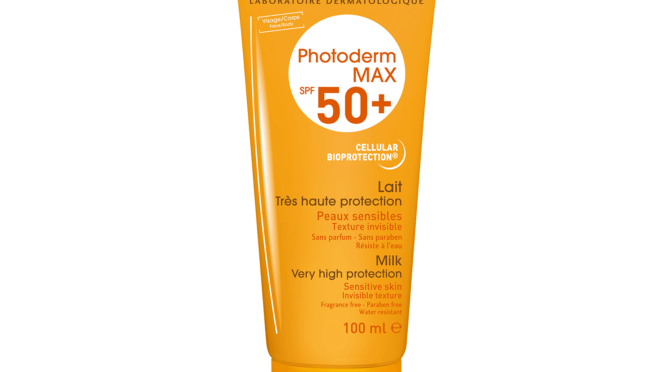 LABORATOIRE DERMATOLOGIQUE
Visage/Corps
Face/Body
Photoderm
MAX
SPF 50+
CELLULAR
BIOPROTECTION®
Lait
Très haute protection
Peaux sensibles
Texture invisible
Sans parfum - Sans paraben
Résiste à l'eau
Milk
Very high protection
Sensitive skin
Invisible texture
Fragrance free - Paraben free
Water resistant
100 ml ℮